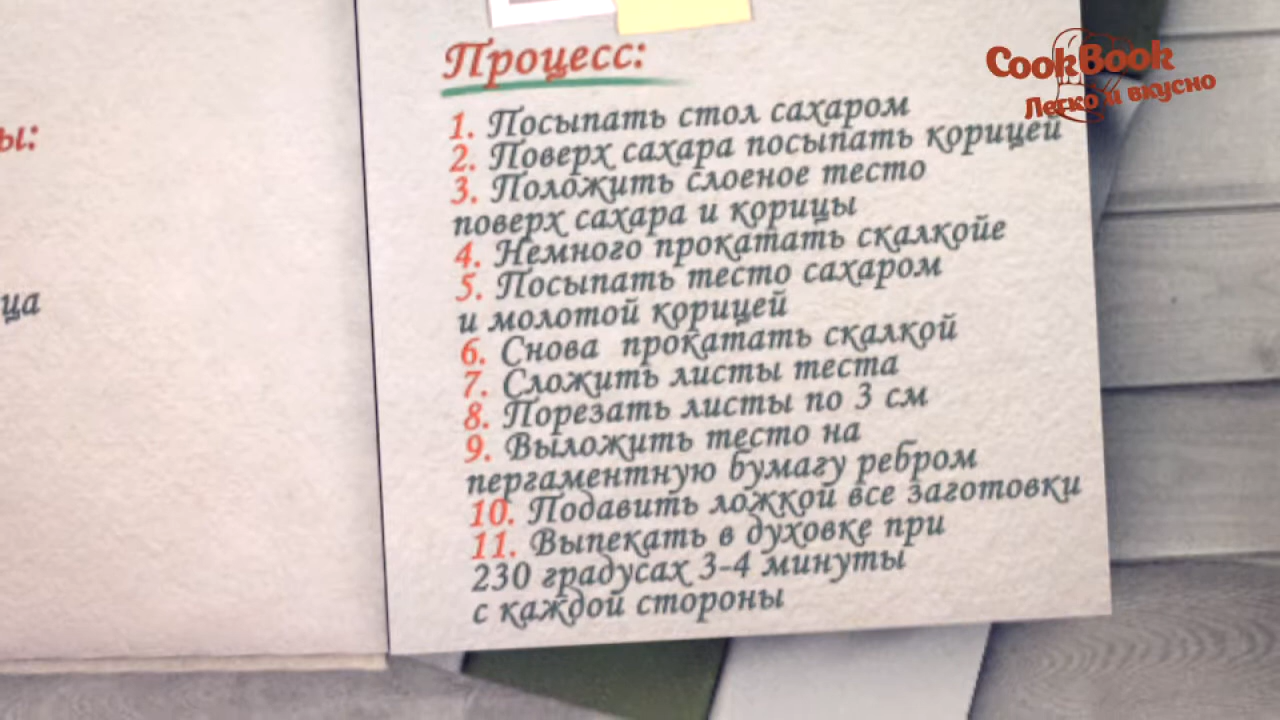 CookBook
Легко и вкусно
ы:
ца
Процесс:
1. Посыпать стол сахаром
2. Поверх сахара посыпать корицей
3. Положить слоеное тесто
поверх сахара и корицы
4. Немного прокатать скалкойе
5. Посыпать тесто сахаром
и молотой корицей
6. Снова прокатать скалкой
7. Сложить листы теста
8. Порезать листы по 3 см
9. Выложить тесто на
пергаментную бумагу ребром
10. Подавить ложкой все заготовки
11. Выпекать в духовке при
230 градусах 3-4 минуты
с каждой стороны